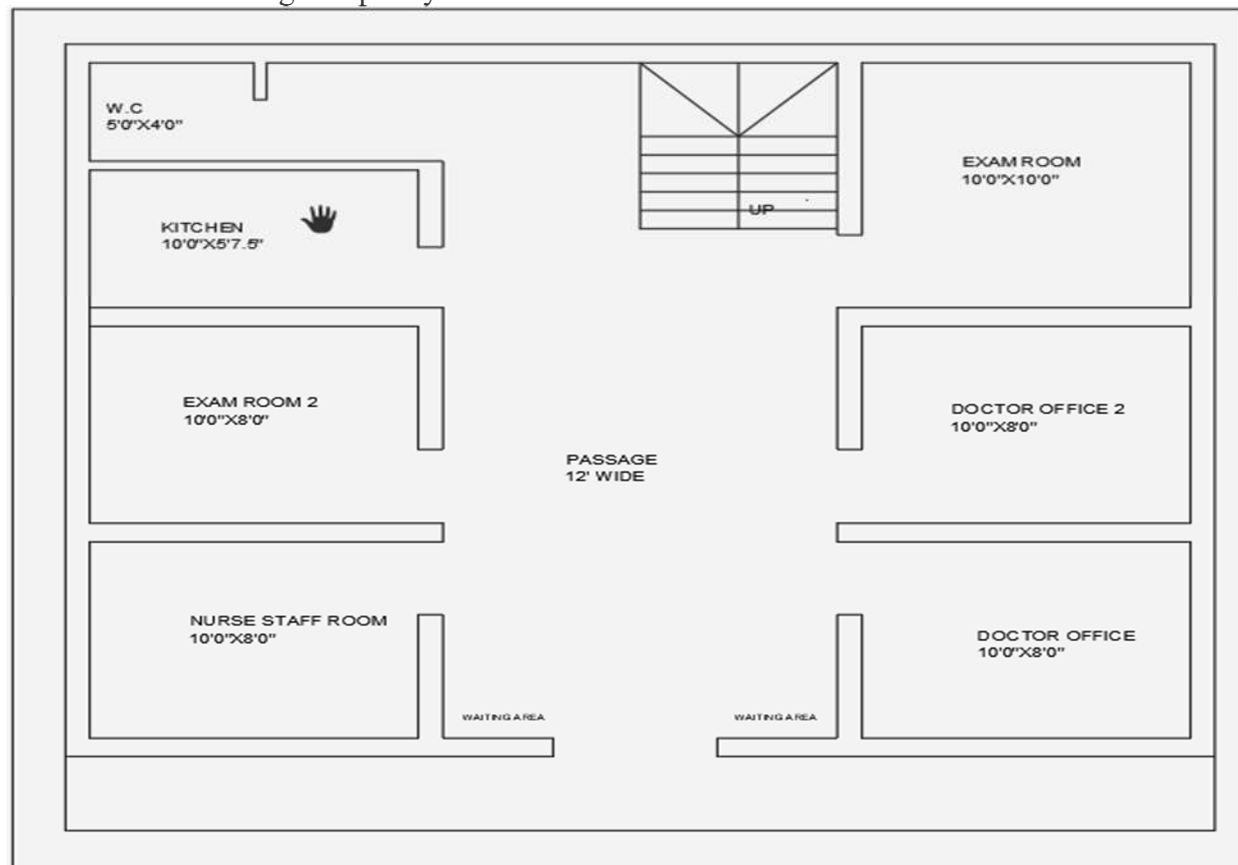 W.C
5'0"X4'0"
EXAM ROOM
10'0"X10'0"
UP
KITCHEN
10'0"X5'7.5"
EXAM ROOM 2
10'0"X8'0"
DOCTOR OFFICE 2
10'0"X8'0"
PASSAGE
12' WIDE
NURSE STAFF ROOM
10'0"X8'0"
DOCTOR OFFICE
10'0"X8'0"
WAITING AREA
WAITING AREA